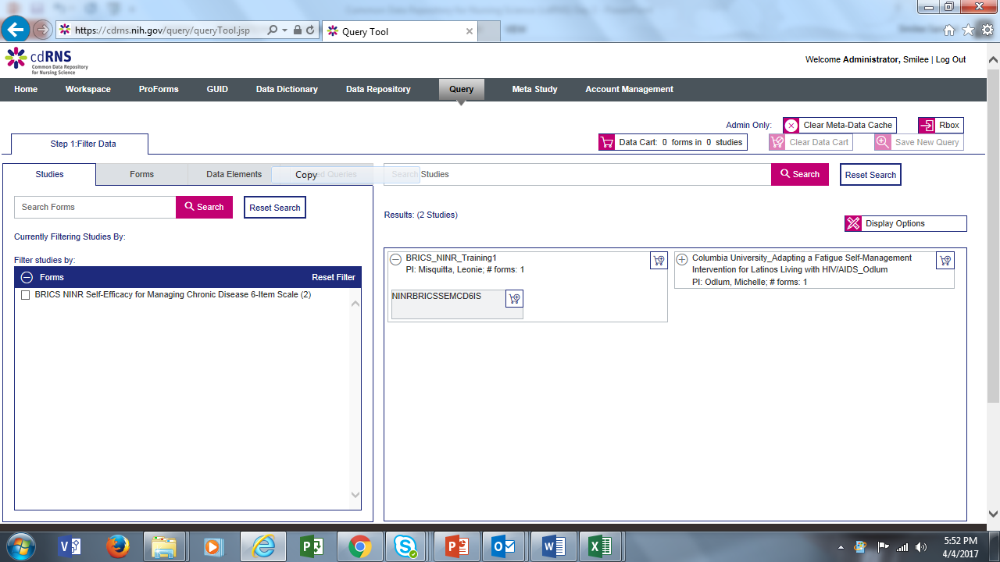 https://cdrns.nih.gov/query/queryTool.jsp
Query Tool
cdRNS
Common Data Repository
for Nursing Science
Welcome Administrator, Smilee | Log Out
Home Workspace ProForms GUID Data Dictionary Data Repository Query Meta Study Account Management
Admin Only: Clear Meta-Data Cache Rbox
Step 1:Filter Data
Data Cart: 0 forms in 0 studies Clear Data Cart Save New Query
Studies Forms Data Elements Copy Queries
Search Studies Search Reset Search
Search Forms Search Reset Search
Results: (2 Studies)
Display Options
Currently Filtering Studies By:
Filter studies by:
Forms Reset Filter
BRICS NINR Self-Efficacy for Managing Chronic Disease 6-Item Scale (2)
BRICS_NINR_Training1
PI: Misquitta, Leonie; # forms: 1
NINRBRICSSEMCD6IS
Columbia University_Adapting a Fatigue Self-Management
Intervention for Latinos Living with HIV/AIDS_Odlum
PI: Odlum, Michelle; # forms: 1
5:52 PM
4/4/2017